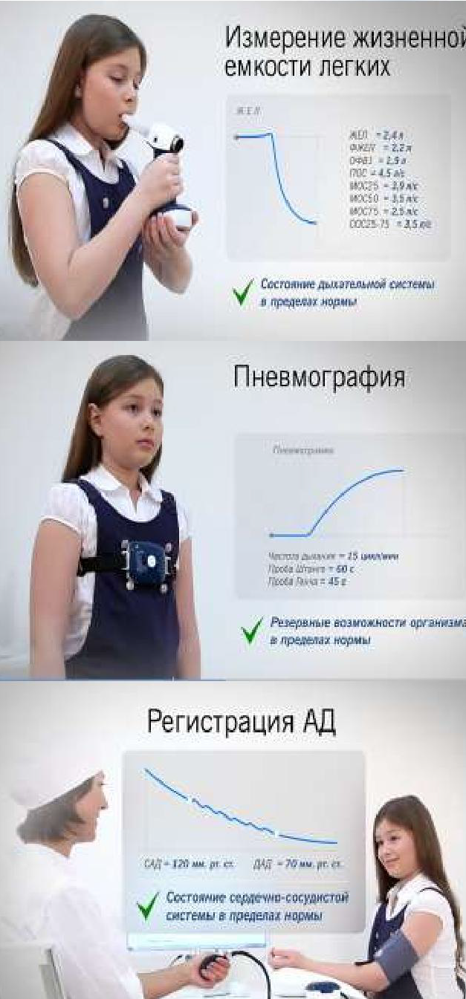 Измерение жизненной
емкости легких
ЖЕЛ
ЖЕЛ = 2,4 л
ФЖЕЛ = 2,2 л
ОФВ1 = 1,9 л
ПОС = 4,5 л/с
МОС25 = 3,9 л/с
МОС50 = 3,5 л/с
МОС75 = 2,5 л/с
СОС25-75 = 3,5 л/с
Состояние дыхательной системы
в пределах нормы
Пневмография
Пневмограмма
Частота дыхания = 15 цикл/мин
Проба Штанге = 60 с
Проба Генча = 45 с
Резервные возможности организма
в пределах нормы
Регистрация АД
САД = 120 мм. рт. ст. ДАД = 70 мм. рт. ст.
Состояние сердечно-сосудистой
системы в пределах нормы